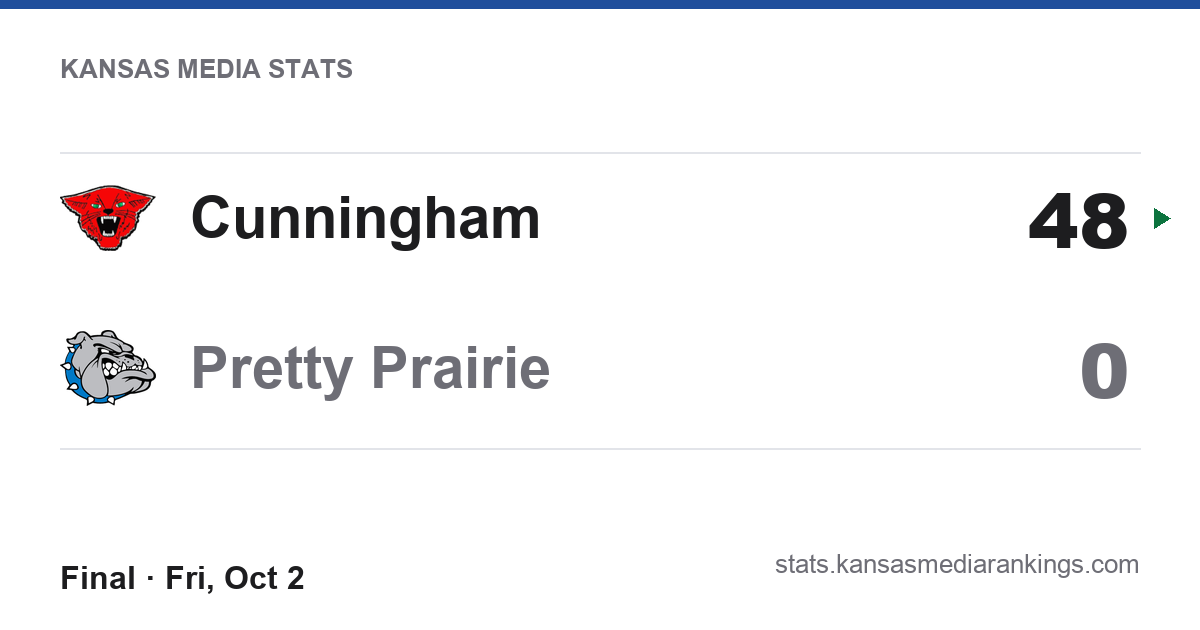 KANSAS MEDIA STATS
Cunningham 48
Pretty Prairie 0
Final · Fri, Oct 2
stats.kansasmediarankings.com